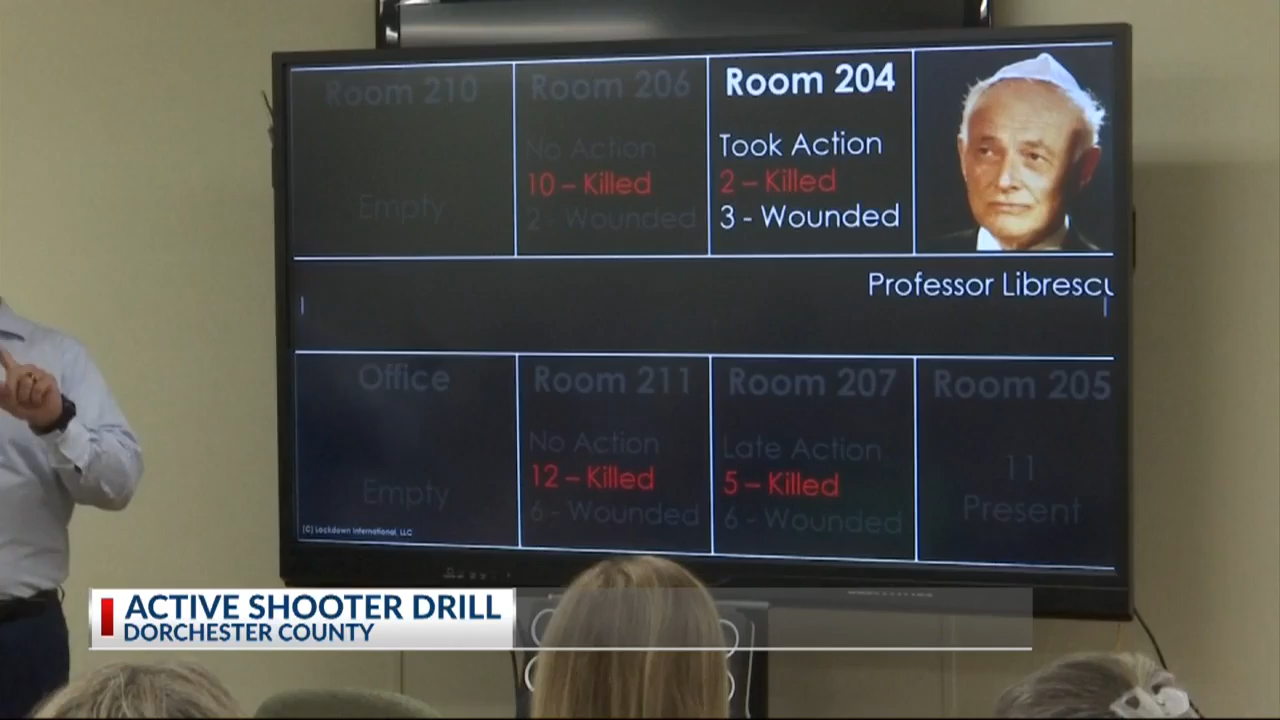 Room 210
Empty
Room 206
No Action
10 – Killed
2 - Wounded
Room 204
Took Action
2 – Killed
3 - Wounded
Professor Librescu
Office
Empty
(C) Lockdown International, LLC
Room 211
No Action
12 – Killed
6 - Wounded
Room 207
Late Action
5 – Killed
6 - Wounded
Room 205
11
Present
ACTIVE SHOOTER DRILL
DORCHESTER COUNTY